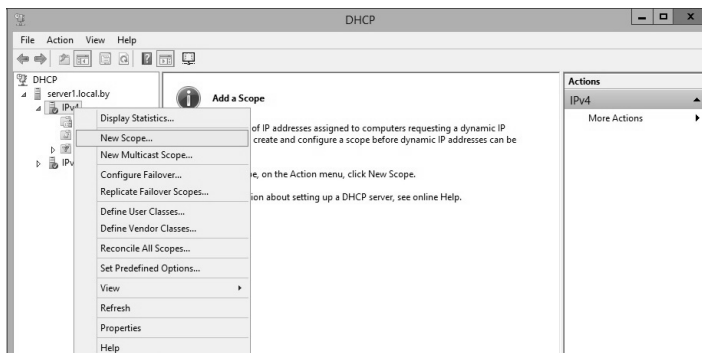 DHCP
File Action View Help
DHCP
server1.local.by
IPv4
IPv
Add a Scope
of IP addresses assigned to computers requesting a dynamic IP
create and configure a scope before dynamic IP addresses can be
e, on the Action menu, click New Scope.
ion about setting up a DHCP server, see online Help.
Display Statistics...
New Scope...
New Multicast Scope...
Configure Failover...
Replicate Failover Scopes...
Define User Classes...
Define Vendor Classes...
Reconcile All Scopes...
Set Predefined Options...
View
Refresh
Properties
Help
Actions
IPv4
More Actions